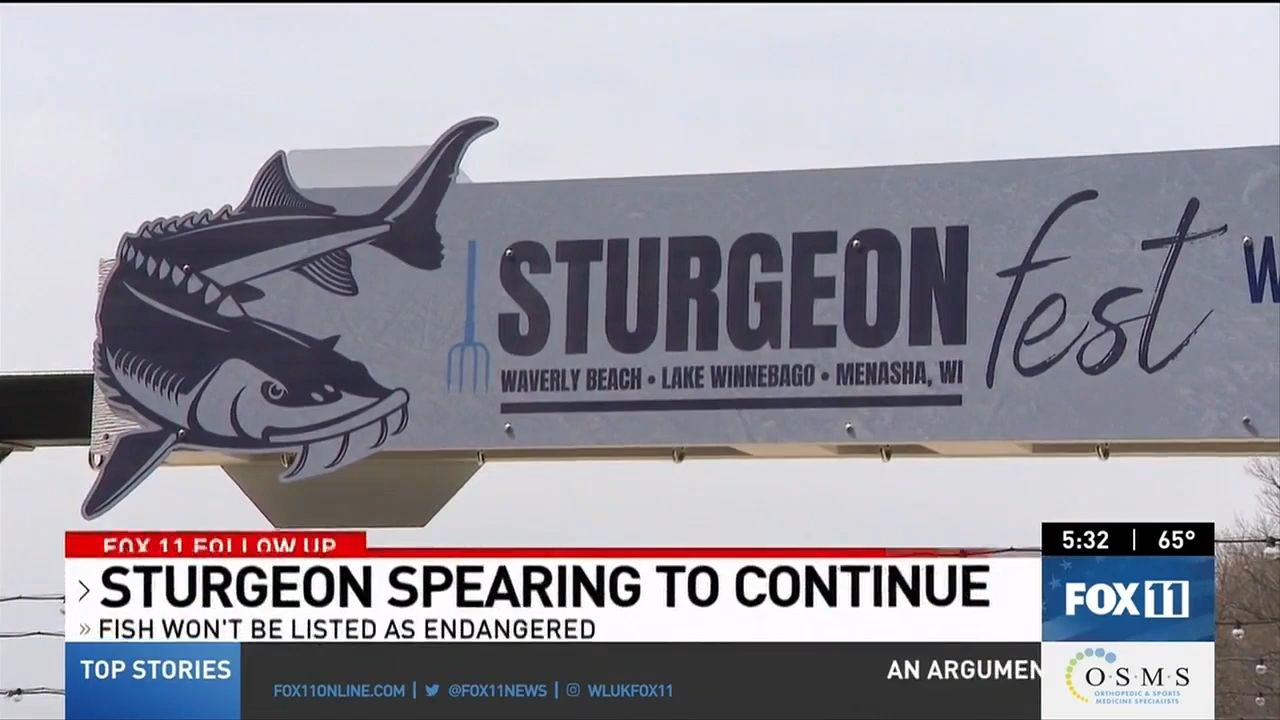 STURGEON fest W
WAVERLY BEACH • LAKE WINNEBAGO • MENASHA, WI
FOX 11 FOLLOW UP
5:32 | 65°
> STURGEON SPEARING TO CONTINUE
» FISH WON'T BE LISTED AS ENDANGERED
FOX 11
TOP STORIES
AN ARGUMEN
FOX11ONLINE.COM | @FOX11NEWS | WLUKFOX11
O·S·M·S
ORTHOPEDIC & SPORTS
MEDICINE SPECIALISTS